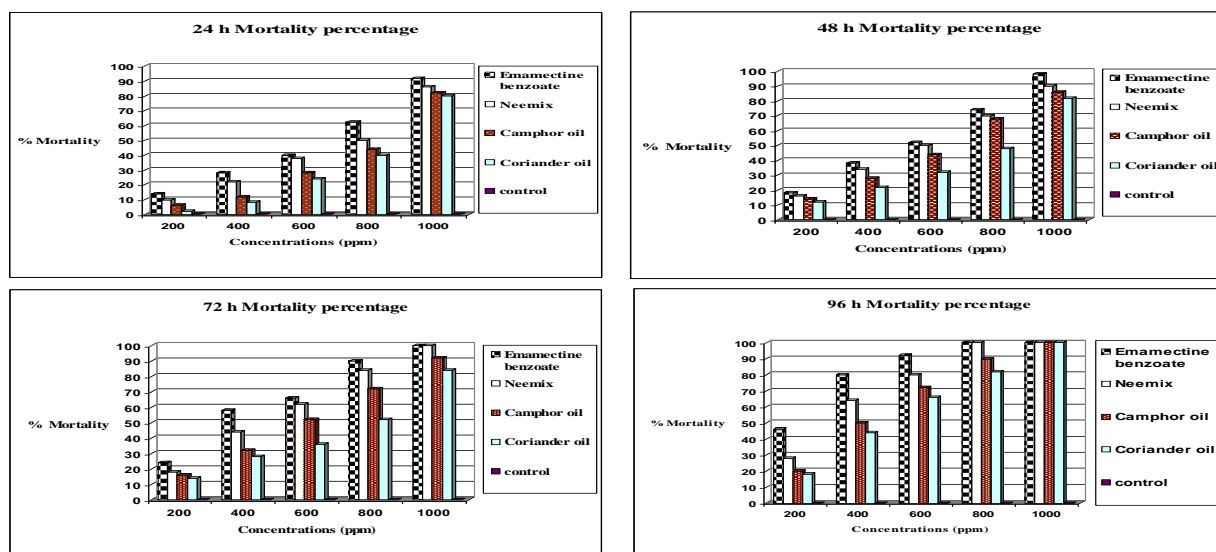 24 h Mortality percentage
% Mortality
100
90
80
70
60
50
40
30
20
10
0
200 400 600 800 1000
Concentrations (ppm)
Emamectine
benzoate
Neemix
Camphor oil
Coriander oil
control
48 h Mortality percentage
% Mortality
100
90
80
70
60
50
40
30
20
10
0
200 400 600 800 1000
Concentrations (ppm)
Emamectine
benzoate
Neemix
Camphor oil
Coriander oil
control
72 h Mortality percentage
% Mortality
100
90
80
70
60
50
40
30
20
10
0
200 400 600 800 1000
Concentrations (ppm)
Emamectine
benzoate
Neemix
Camphor oil
Coriander oil
control
96 h Mortality percentage
% Mortality
100
90
80
70
60
50
40
30
20
10
0
200 400 600 800 1000
Concentrations (ppm)
Emamectine
benzoate
Neemix
Camphor oil
Coriander oil
control